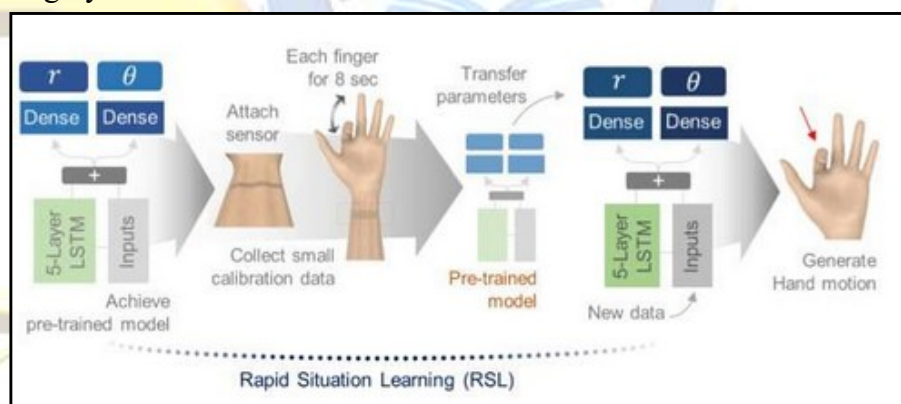 r θ
Dense Dense
+
5-Layer
LSTM
Inputs
Achieve
pre-trained model
Attach
sensor
Each finger
for 8 sec
Collect small
calibration data
Transfer
parameters
Pre-trained
model
r θ
Dense Dense
+
5-Layer
LSTM
Inputs
New data
Generate
Hand motion
Rapid Situation Learning (RSL)